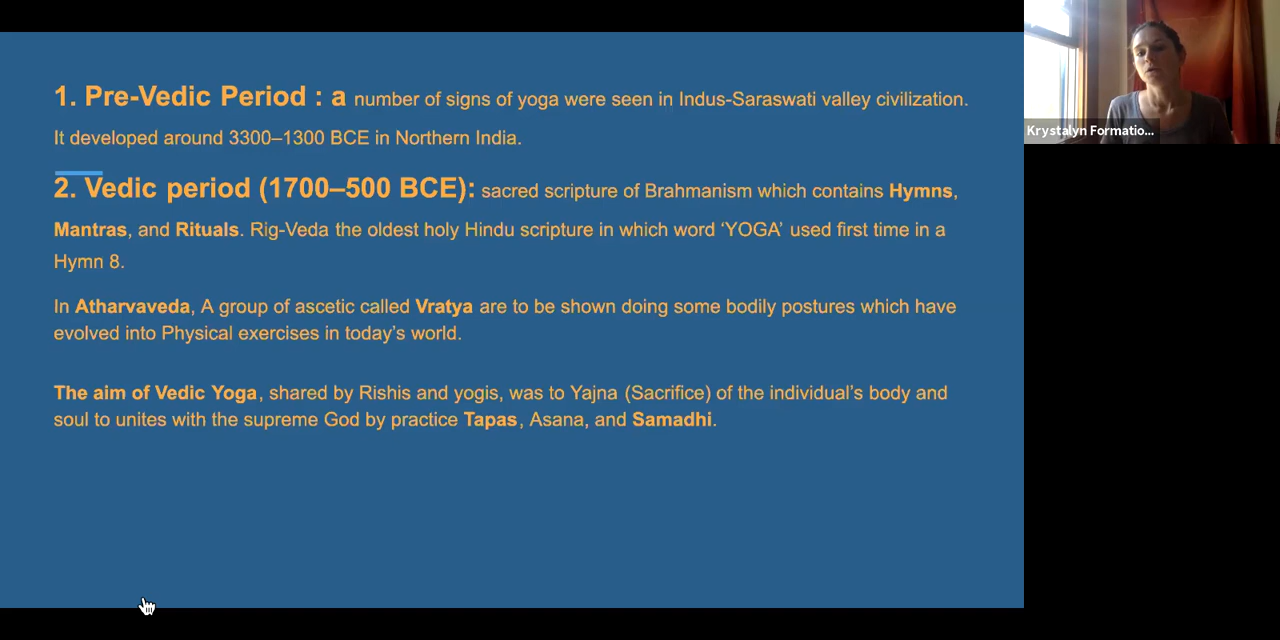 1. Pre-Vedic Period : a number of signs of yoga were seen in Indus-Saraswati valley civilization.
It developed around 3300–1300 BCE in Northern India.
2. Vedic period (1700–500 BCE): sacred scripture of Brahmanism which contains Hymns,
Mantras, and Rituals. Rig-Veda the oldest holy Hindu scripture in which word ‘YOGA’ used first time in a
Hymn 8.
In Atharvaveda, A group of ascetic called Vratya are to be shown doing some bodily postures which have
evolved into Physical exercises in today’s world.
The aim of Vedic Yoga, shared by Rishis and yogis, was to Yajna (Sacrifice) of the individual’s body and
soul to unites with the supreme God by practice Tapas, Asana, and Samadhi.
Krystalyn Formatio...